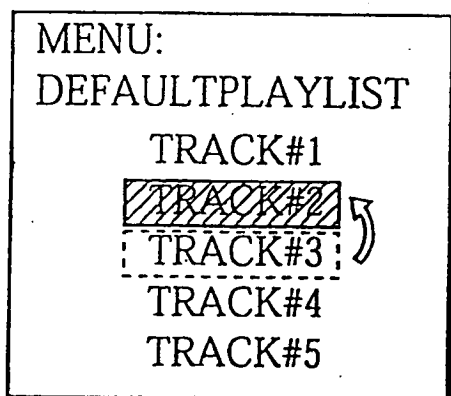 MENU:
DEFAULTPLAYLIST
TRACK#1
TRACK#2
TRACK#3
TRACK#4
TRACK#5